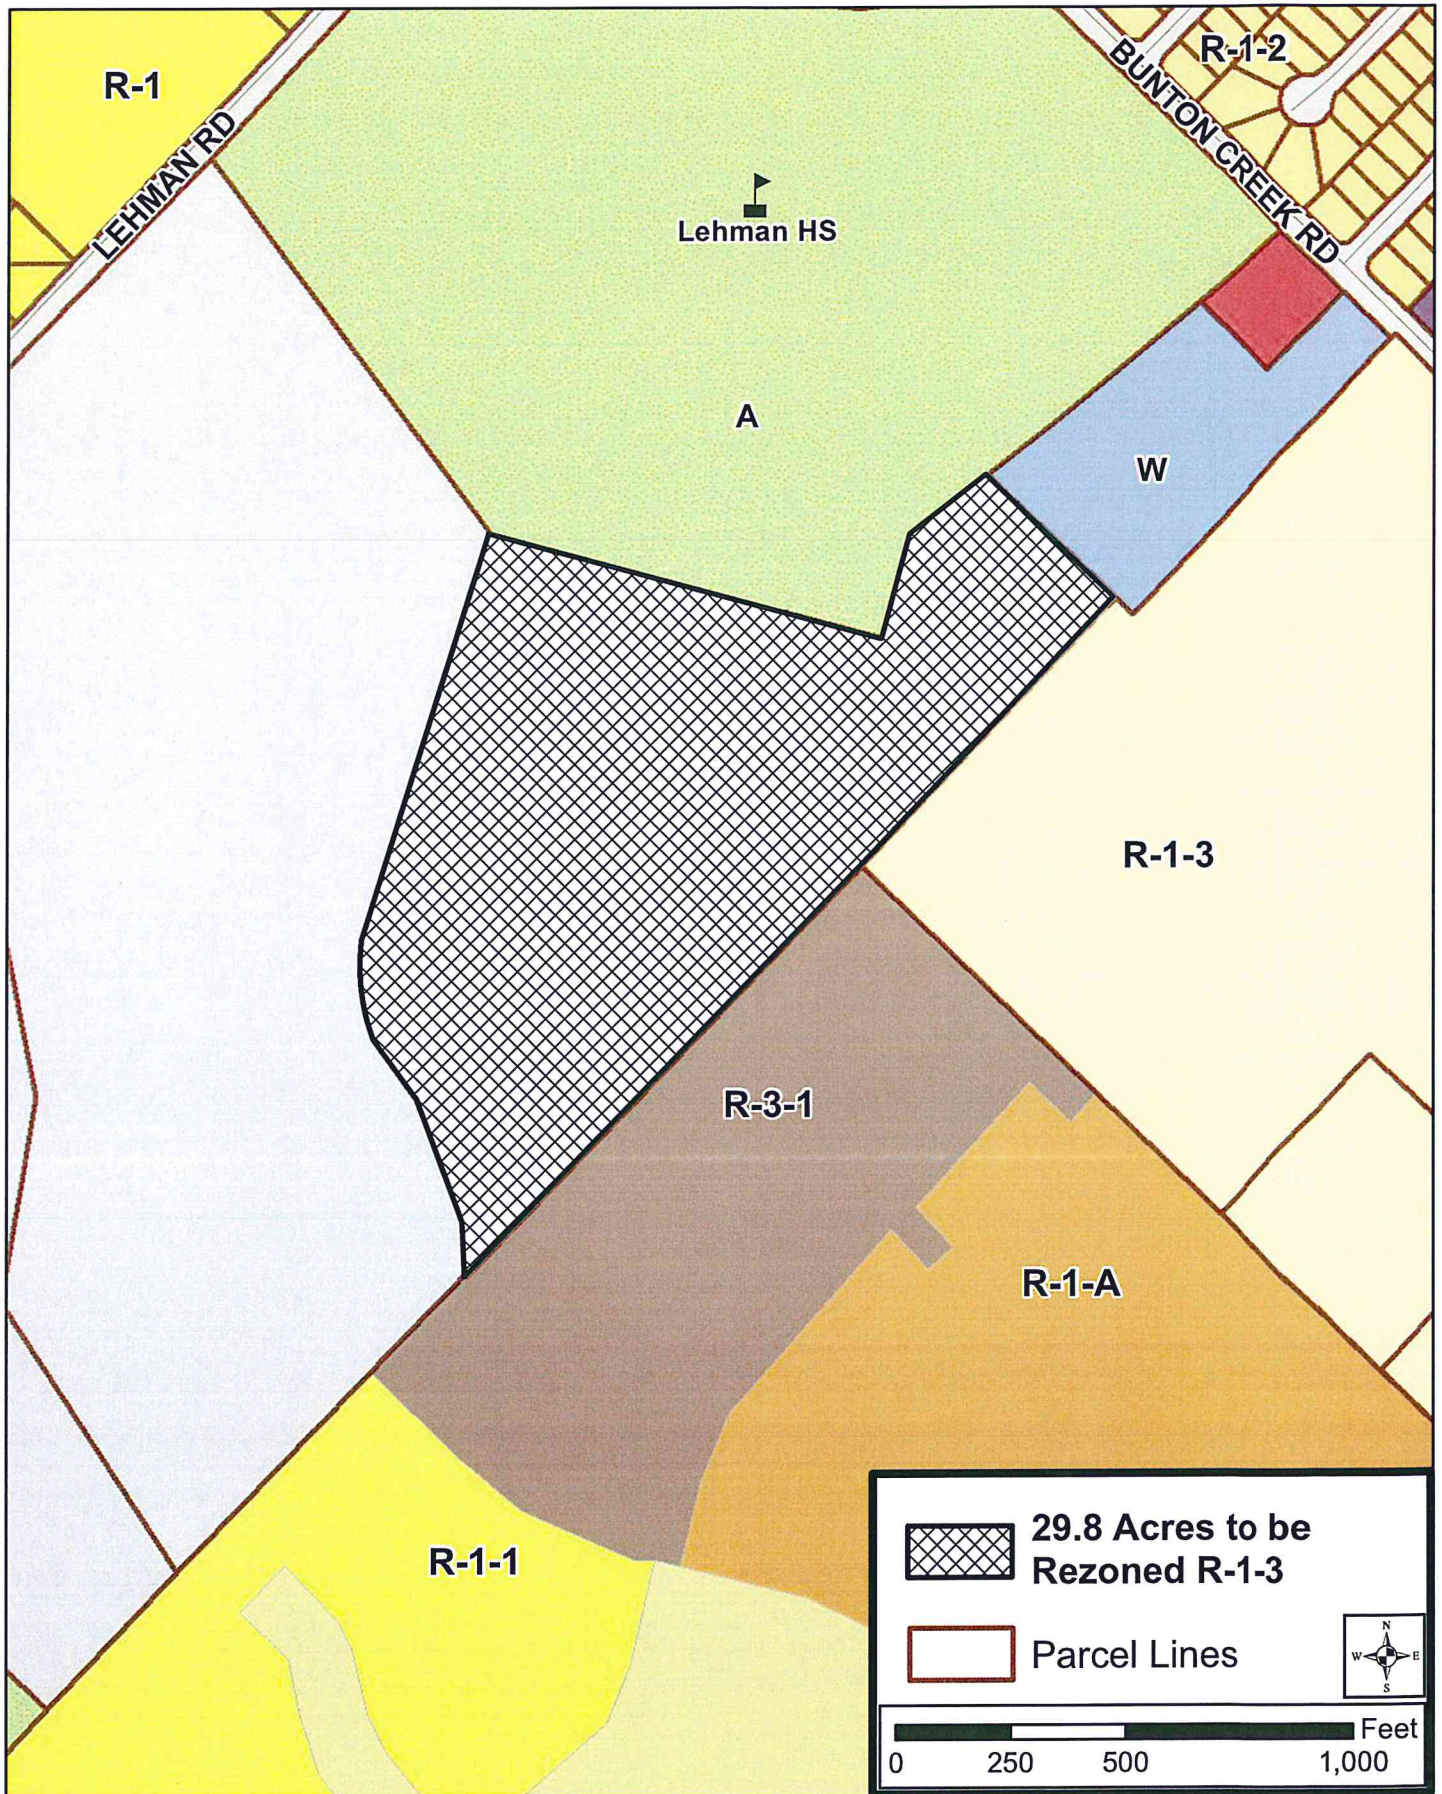 R-1
R-1-2
LEHMAN RD
BUNTON CREEK RD
Lehman HS
A
W
R-1-3
R-3-1
R-1-A
R-1-1
29.8 Acres to be
Rezoned R-1-3
Parcel Lines
N
W E
S
Feet
0 250 500 1,000